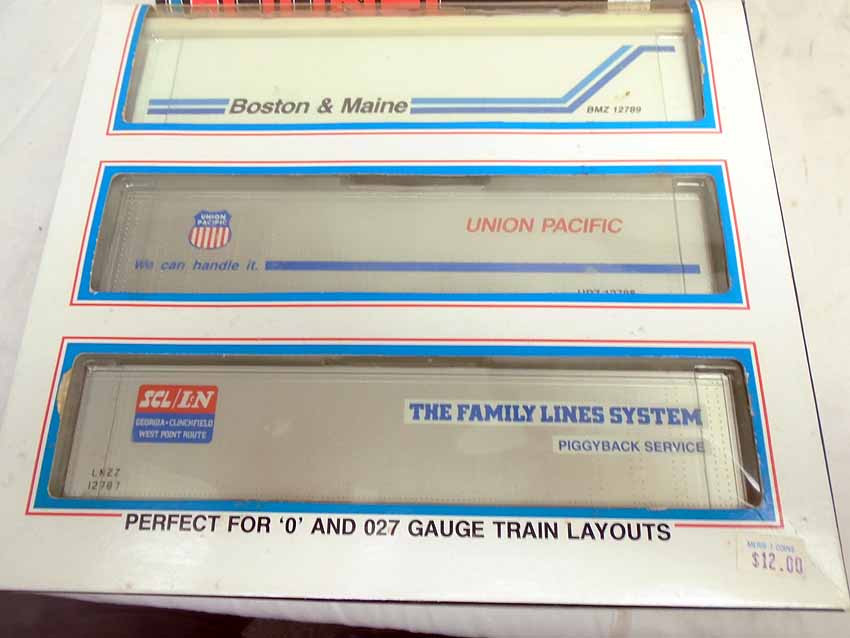 Boston & Maine
BMZ 12789
UNION PACIFIC
UNION PACIFIC
We can handle it.
SCL/L&N
GEORGIA • CLINCHFIELD
WEST POINT ROUTE
THE FAMILY LINES SYSTEM
PIGGYBACK SERVICE
LNZZ
12787
PERFECT FOR '0' AND 027 GAUGE TRAIN LAYOUTS
$12.00